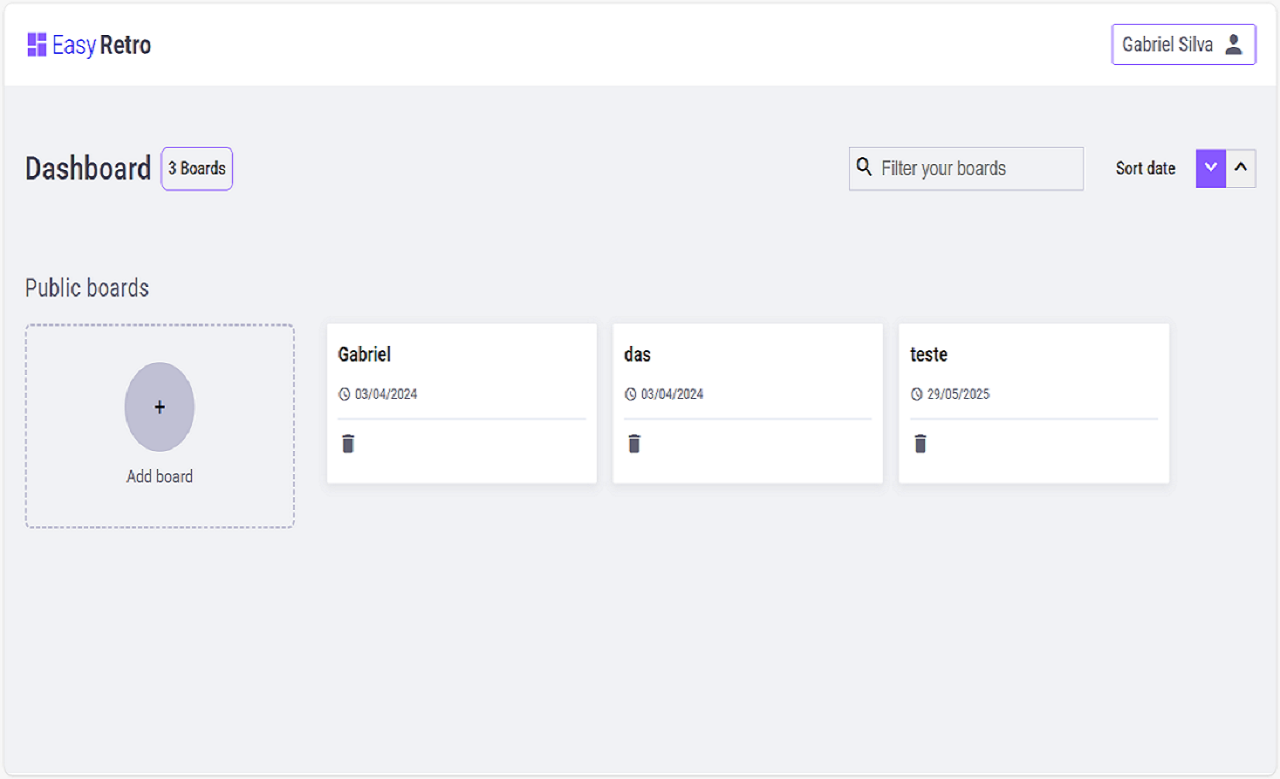 Easy Retro
Gabriel Silva
Dashboard
3 Boards
Filter your boards
Sort date
Public boards
+
Add board
Gabriel
03/04/2024
das
03/04/2024
teste
29/05/2025